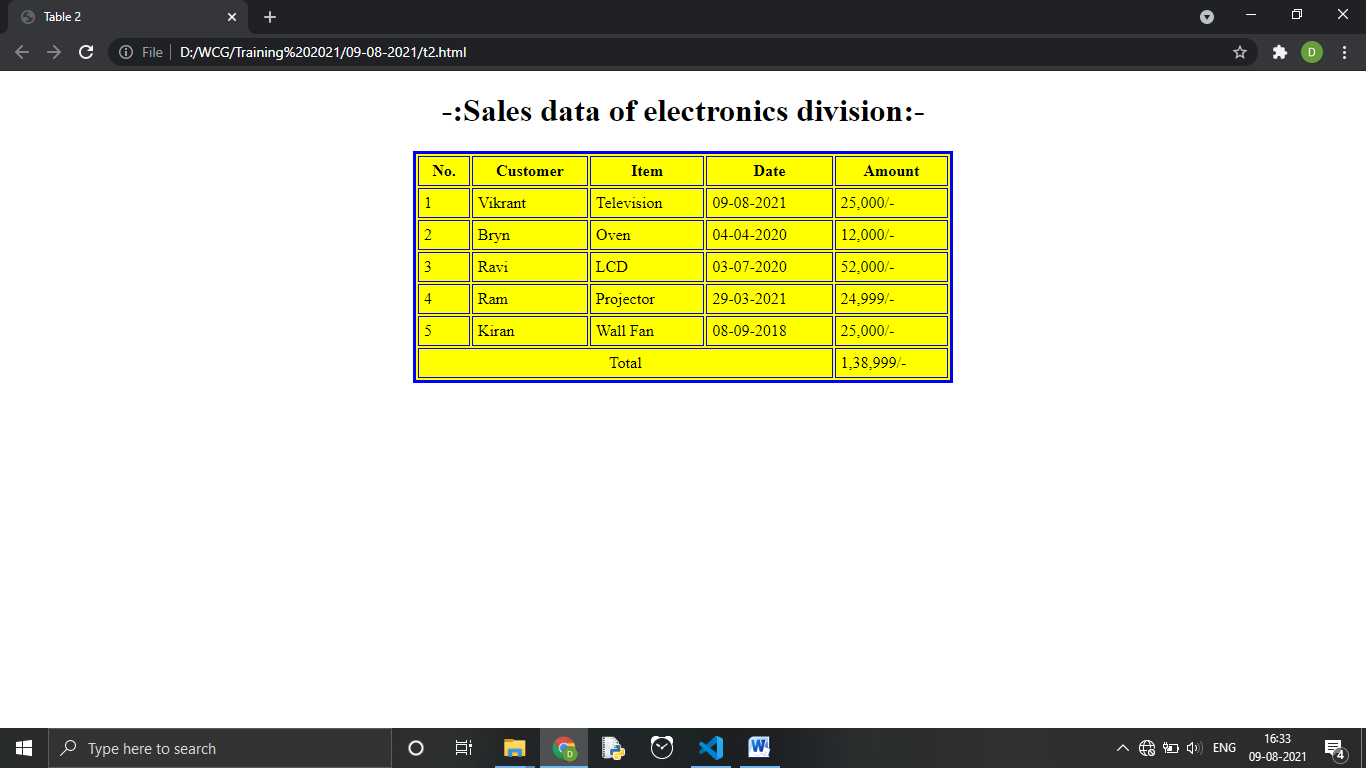 Table 2
File D:/WCG/Training%202021/09-08-2021/t2.html
D
-:Sales data of electronics division:-
No. Customer Item Date Amount
1 Vikrant Television 09-08-2021 25,000/-
2 Bryn Oven 04-04-2020 12,000/-
3 Ravi LCD 03-07-2020 52,000/-
4 Ram Projector 29-03-2021 24,999/-
5 Kiran Wall Fan 08-09-2018 25,000/-
Total 1,38,999/-
Type here to search
D
W
ENG
16:33
09-08-2021
4